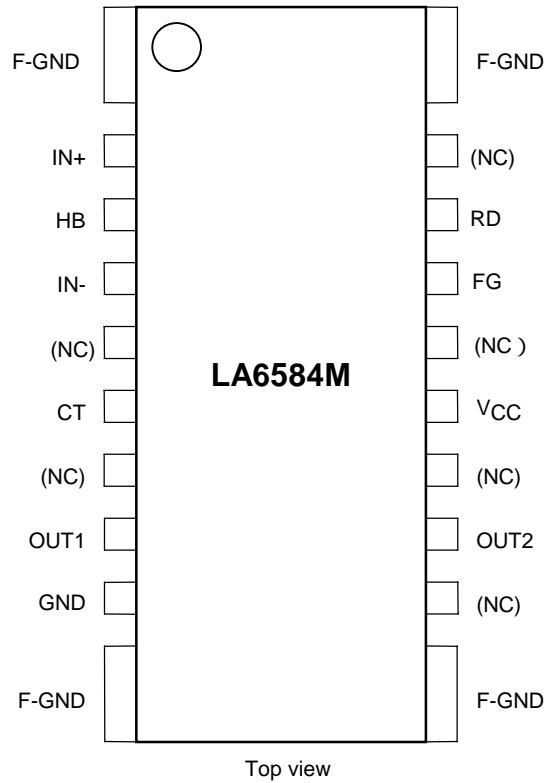 F-GND F-GND
IN+ (NC)
HB RD
IN- FG
(NC) (NC )
LA6584M
CT VCC
(NC) (NC)
OUT1 OUT2
GND (NC)
F-GND F-GND
Top view